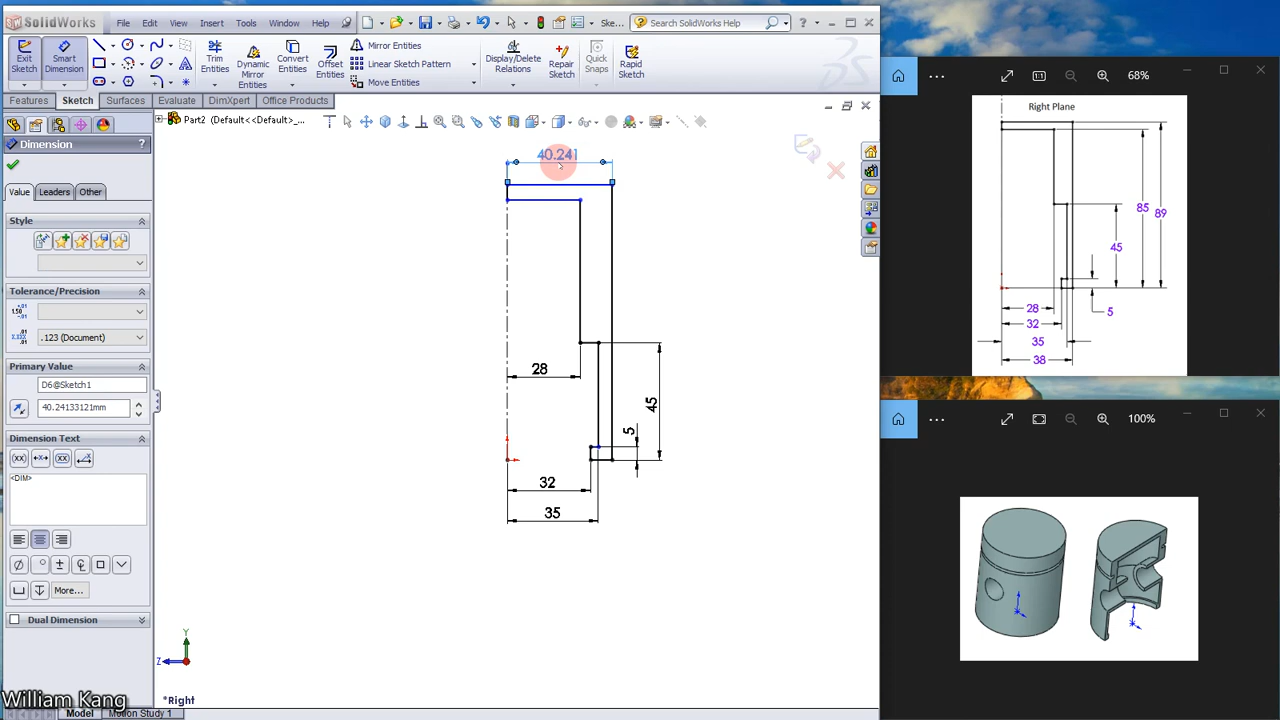 SolidWorks
File
Edit
View
Insert
Tools
Window
Help
Ske...
Search SolidWorks Help
Exit Sketch
Smart Dimension
Trim Entities
Dynamic Mirror Entities
Convert Entities
Offset Entities
Mirror Entities
Linear Sketch Pattern
Move Entities
Display/Delete Relations
Repair Sketch
Quick Snaps
Rapid Sketch
Features
Sketch
Surfaces
Evaluate
DimXpert
Office Products
Part2 (Default<<Default>_...
Dimension
Value
Leaders
Other
Style
Tolerance/Precision
.123 (Document)
Primary Value
D6@Sketch1
40.24133121mm
Dimension Text
(xx)
(xx)
<DIM>
More...
Dual Dimension
40.241
28
45
5
32
35
Y
Z
*Right
William Kang
Model
Motion Study 1
68%
Right Plane
85
89
45
28
5
32
35
38
100%